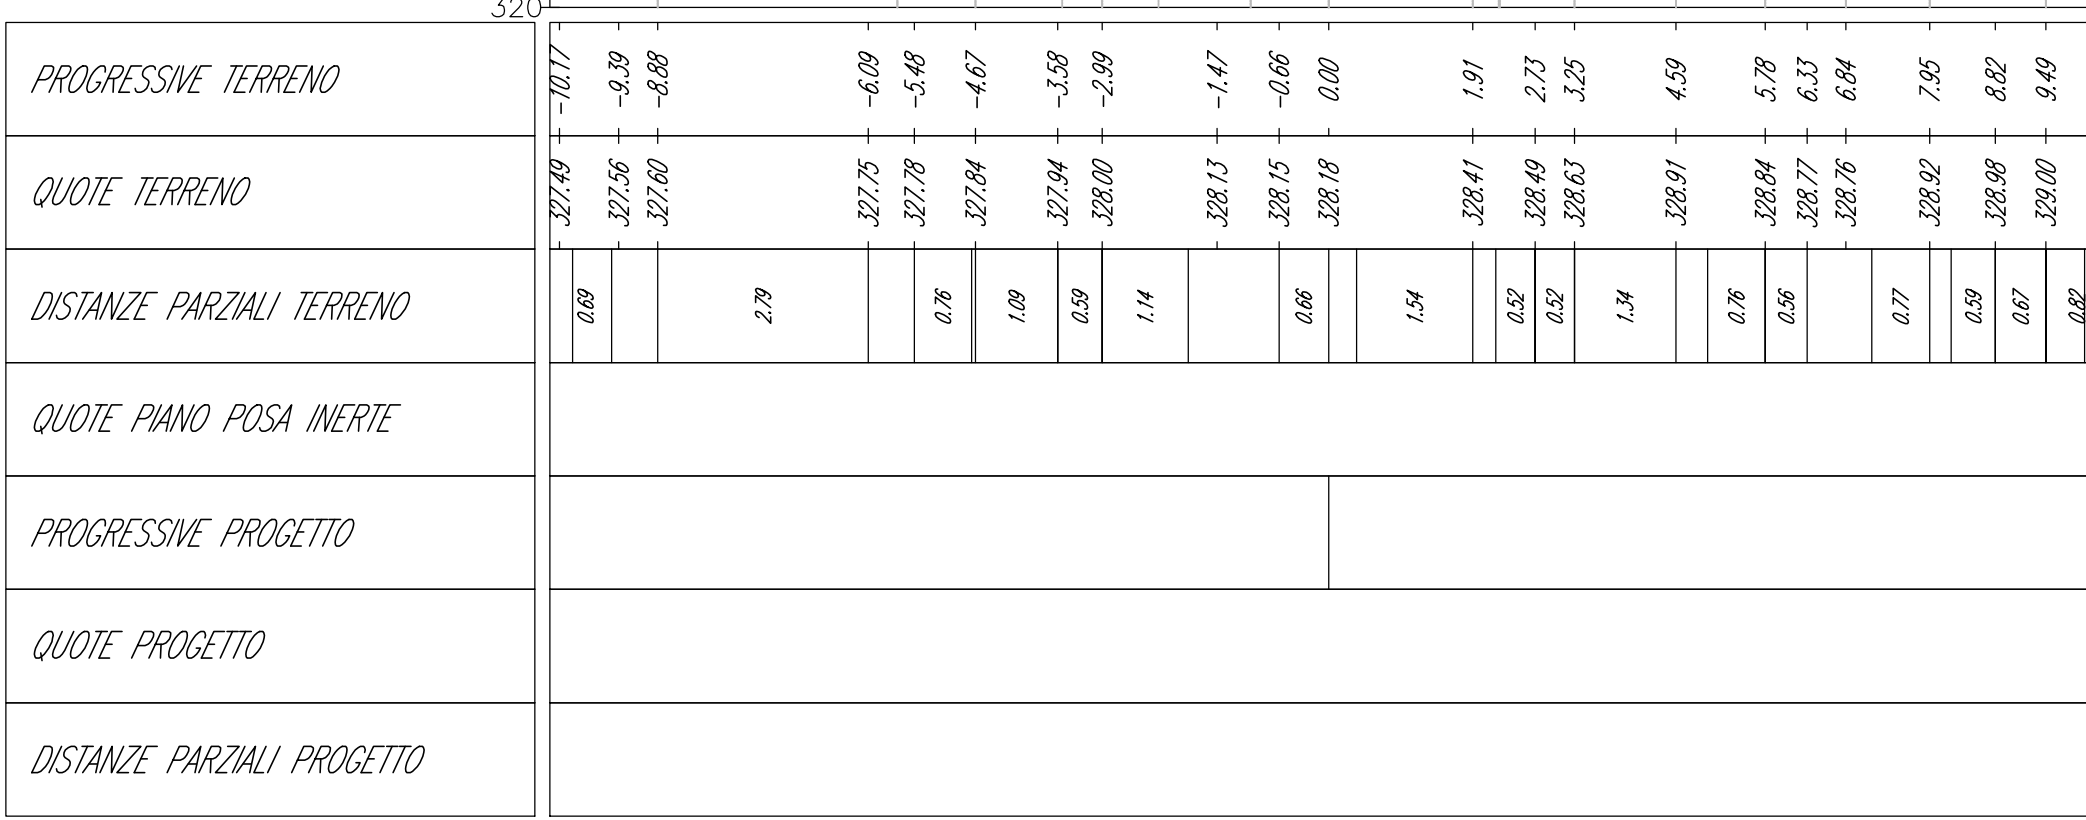 320
PROGRESSIVE TERRENO -10.17 -9.39 -8.88 -6.09 -5.48 -4.67 -3.58 -2.99 -1.47 -0.66 0.00 1.91 2.73 3.25 4.59 5.78 6.33 6.84 7.95 8.82 9.49
QUOTE TERRENO 327.49 327.56 327.60 327.75 327.78 327.84 327.94 328.00 328.13 328.15 328.18 328.41 328.49 328.63 328.91 328.84 328.77 328.76 328.92 328.98 329.00
DISTANZE PARZIALI TERRENO 0.69 2.79 0.76 1.09 0.59 1.14 0.66 1.54 0.52 0.52 1.34 0.76 0.56 0.77 0.59 0.67 0.82
QUOTE PIANO POSA INERTE
PROGRESSIVE PROGETTO
QUOTE PROGETTO
DISTANZE PARZIALI PROGETTO